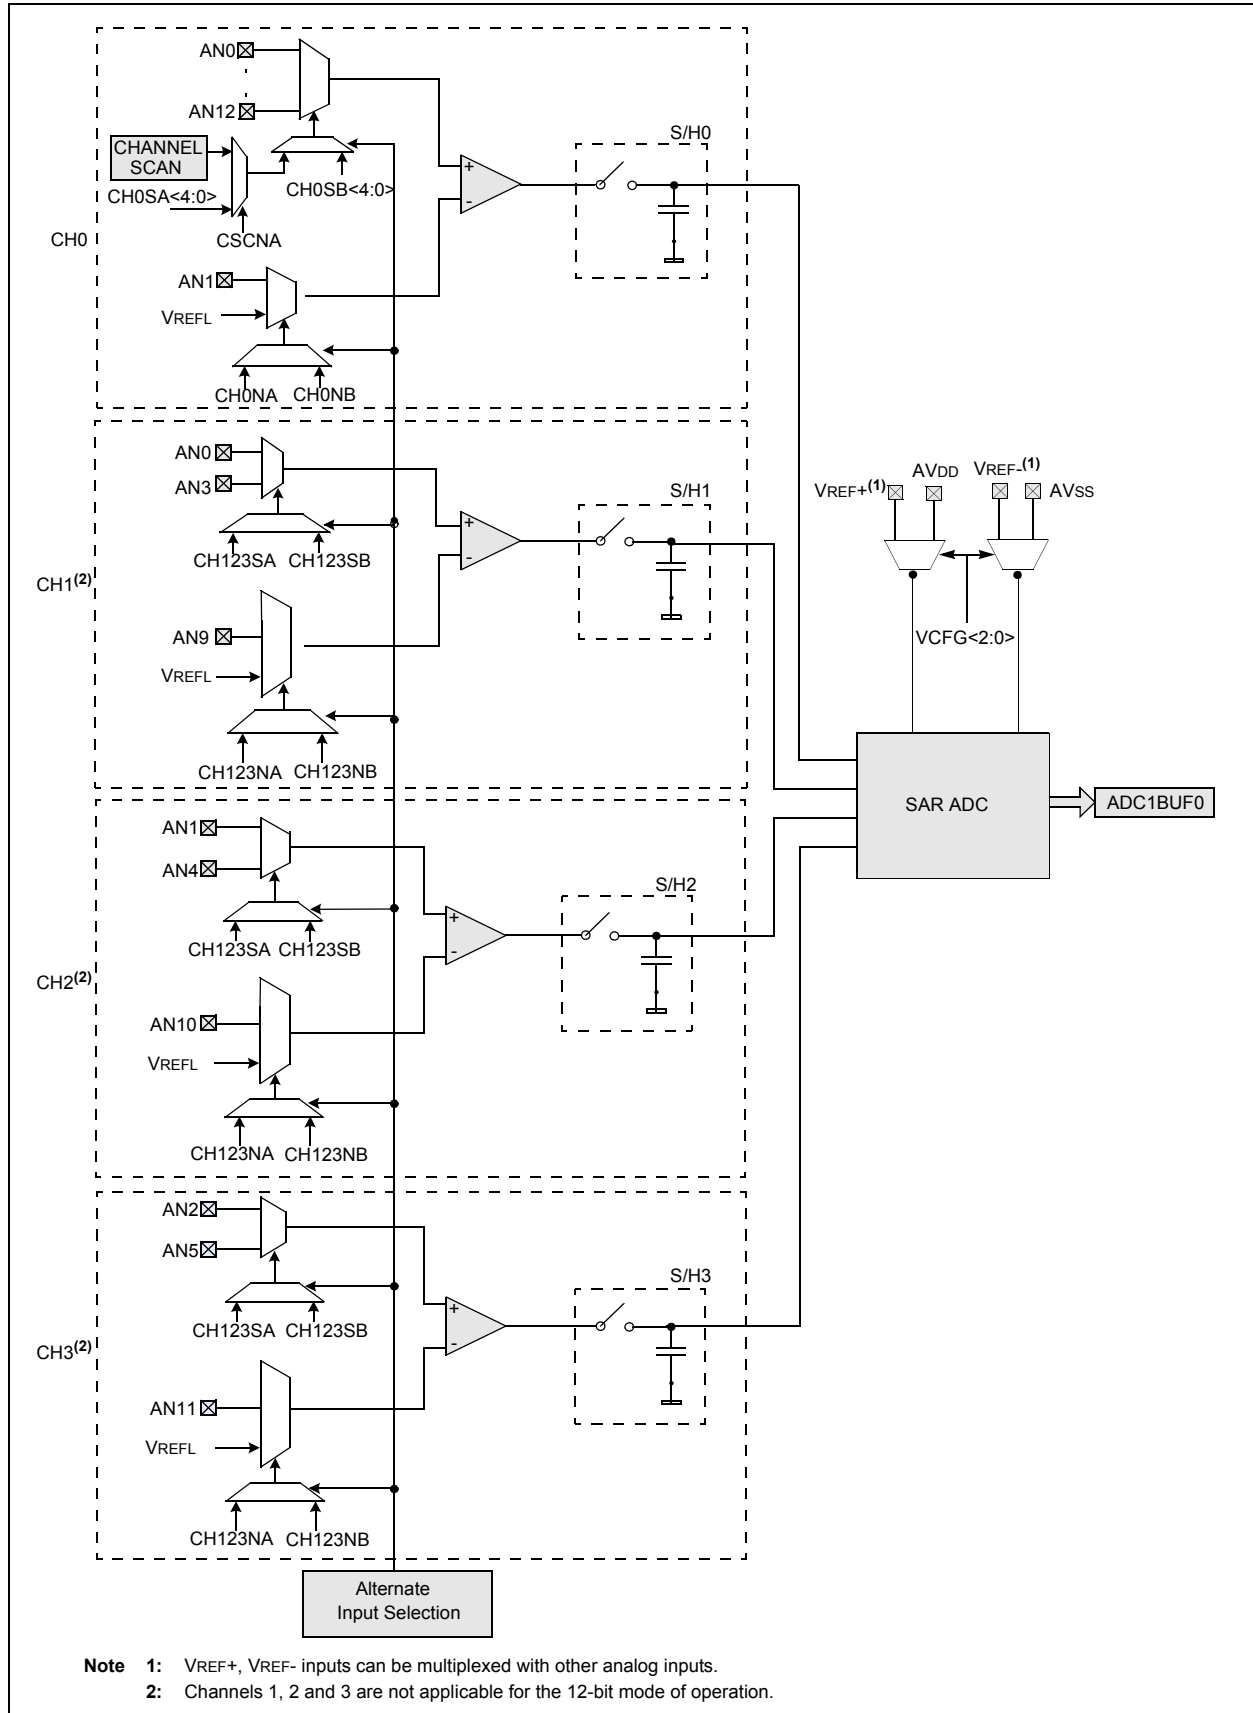 AN0
AN12
CHANNEL
SCAN
CH0SA<4:0>
CH0SB<4:0>
CSCNA
CH0
AN1
VREFL
CH0NA
CH0NB
+
-
S/H0
AN0
AN3
CH123SA
CH123SB
CH1(2)
AN9
VREFL
CH123NA
CH123NB
+
-
S/H1
VREF+(1)
AVDD
VREF-(1)
AVSS
VCFG<2:0>
SAR ADC
ADC1BUF0
AN1
AN4
CH123SA
CH123SB
CH2(2)
AN10
VREFL
CH123NA
CH123NB
+
-
S/H2
AN2
AN5
CH123SA
CH123SB
CH3(2)
AN11
VREFL
CH123NA
CH123NB
+
-
S/H3
Alternate
Input Selection
Note 1: VREF+, VREF- inputs can be multiplexed with other analog inputs.
2: Channels 1, 2 and 3 are not applicable for the 12-bit mode of operation.